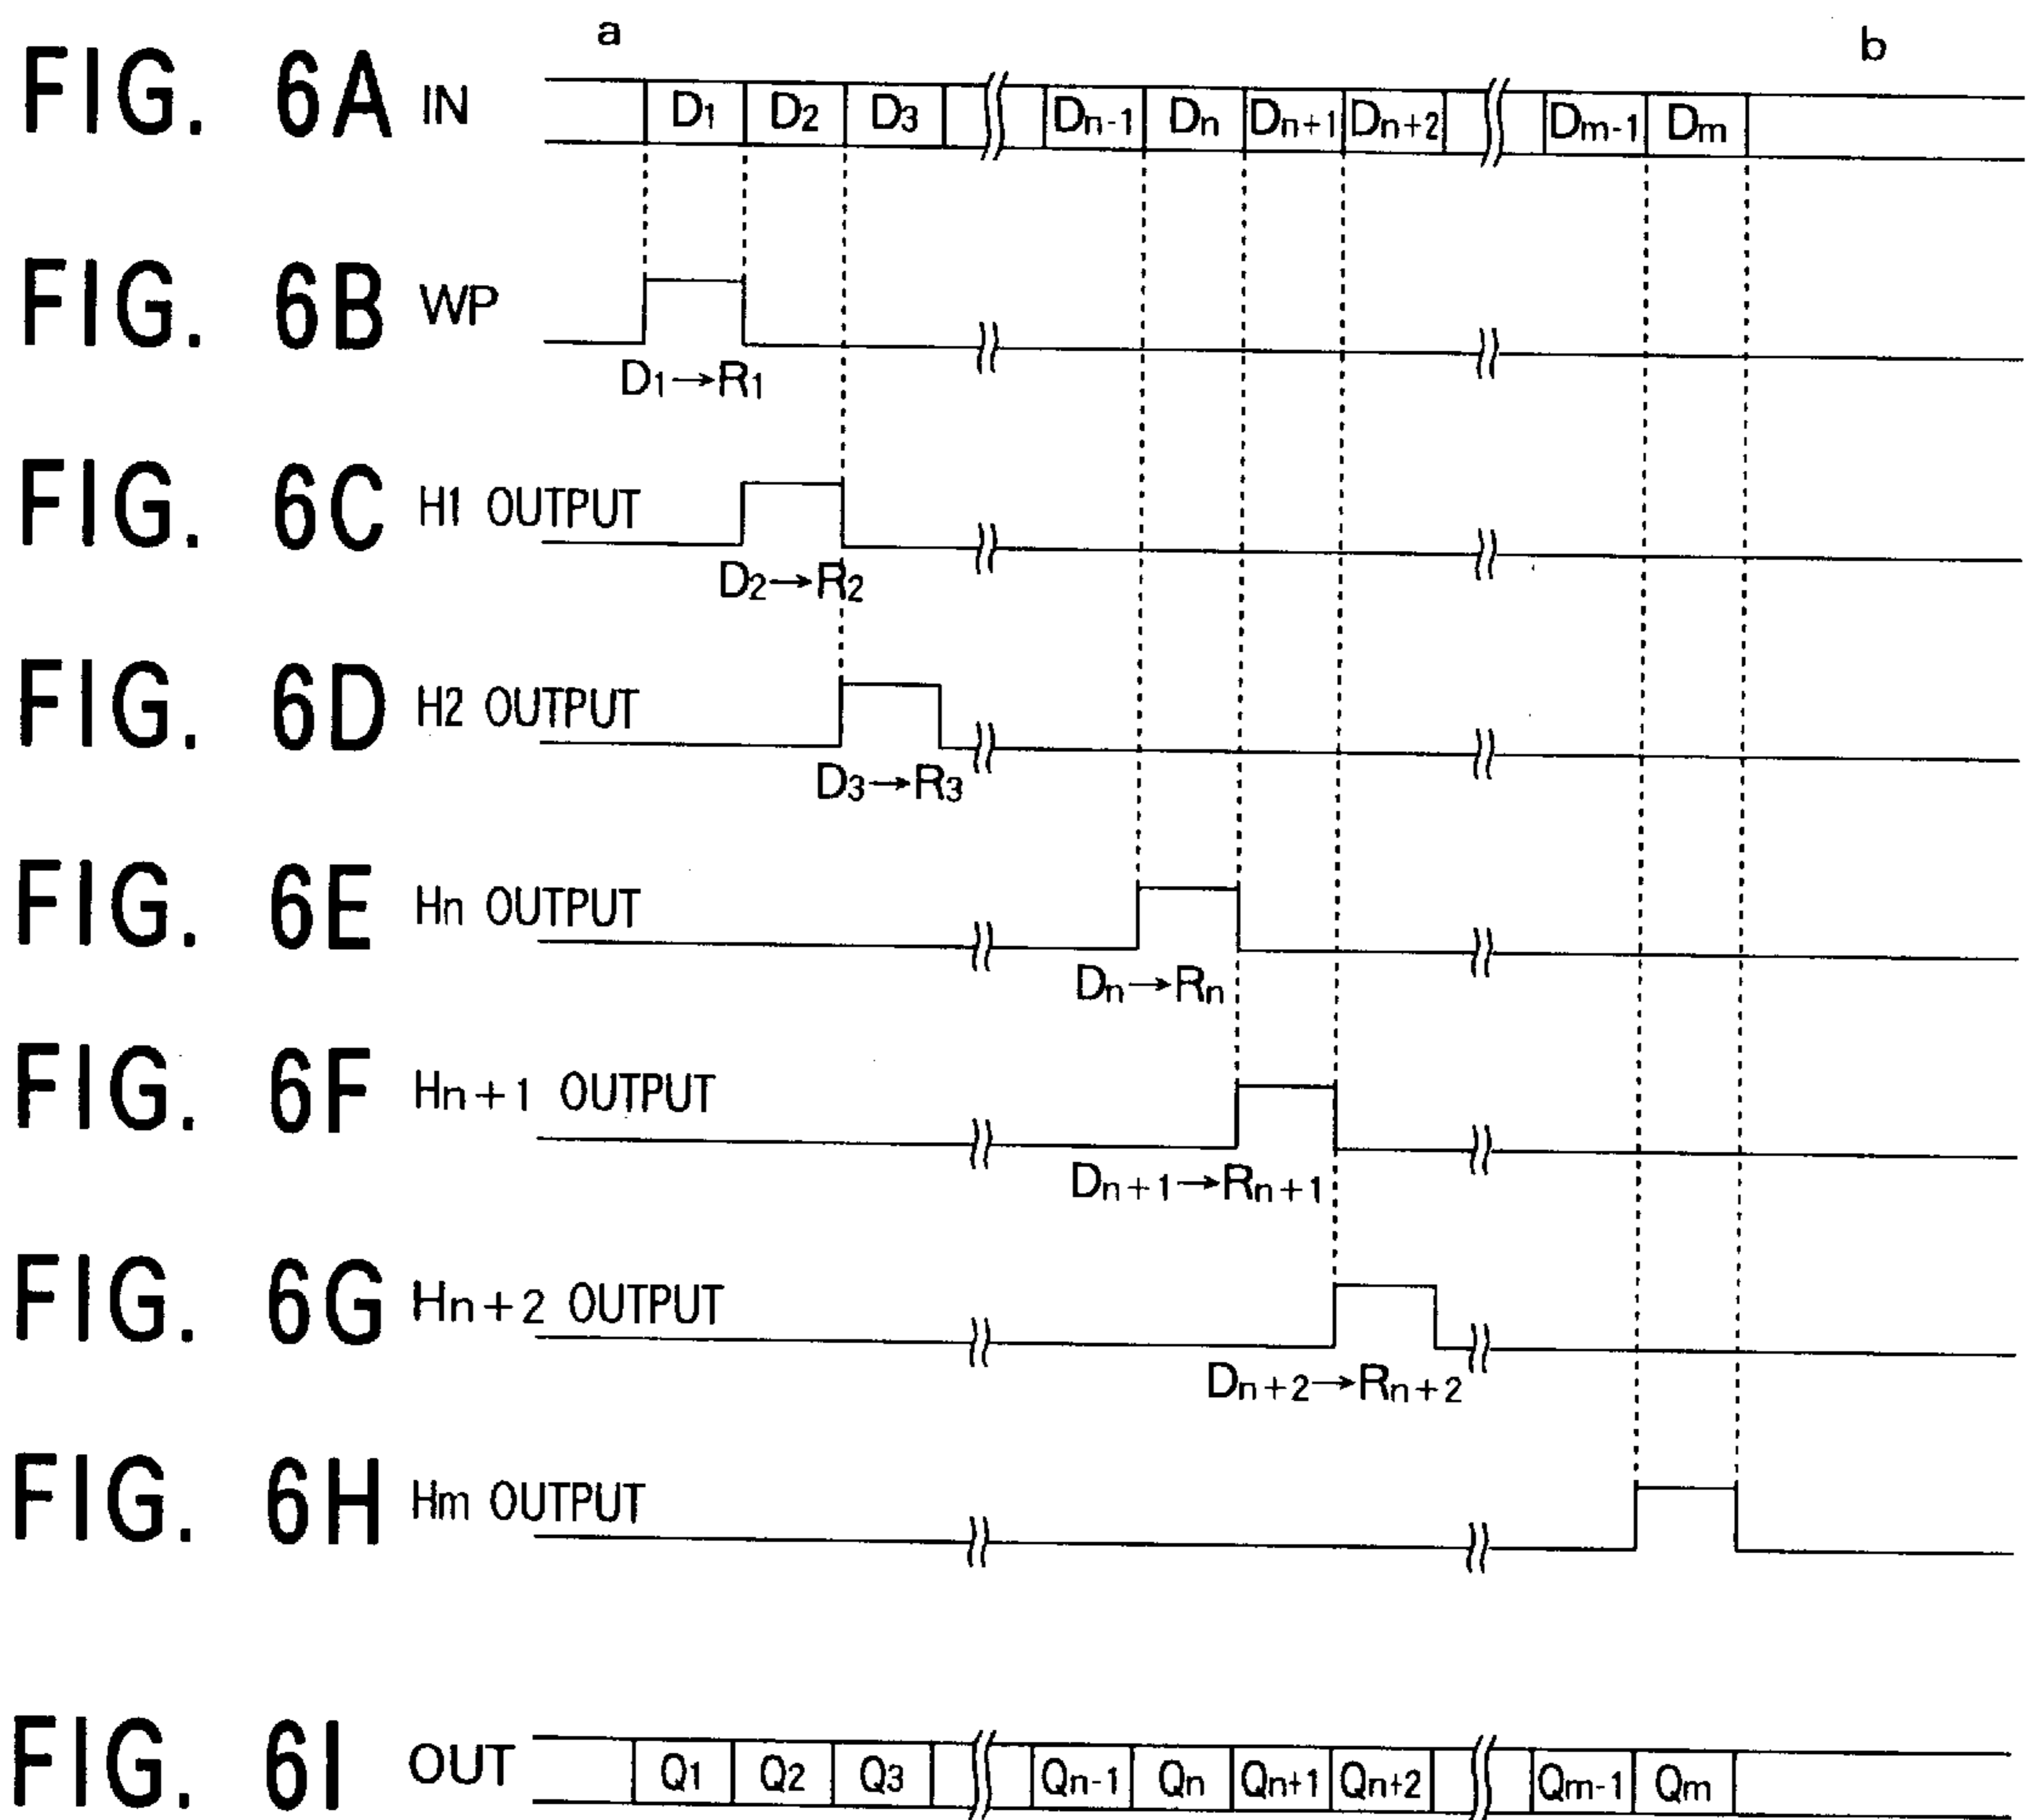 a b
FIG. 6A IN D1 D2 D3 Dn-1 Dn Dn+1 Dn+2 Dm-1 Dm
FIG. 6B WP
D1→R1
FIG. 6C H1 OUTPUT
D2→R2
FIG. 6D H2 OUTPUT
D3→R3
FIG. 6E Hn OUTPUT
Dn→Rn
FIG. 6F Hn+1 OUTPUT
Dn+1→Rn+1
FIG. 6G Hn+2 OUTPUT
Dn+2→Rn+2
FIG. 6H Hm OUTPUT
FIG. 6I OUT Q1 Q2 Q3 Qn-1 Qn Qn+1 Qn+2 Qm-1 Qm